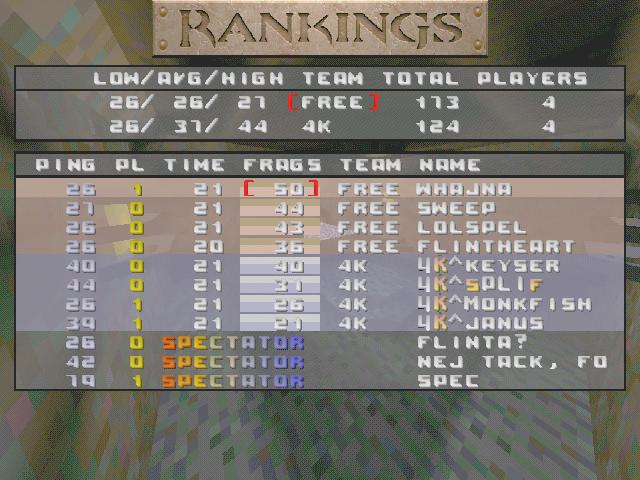 RANKINGS
LOW/AVG/HIGH TEAM TOTAL PLAYERS
26/ 26/ 27 [FREE] 173 4
26/ 37/ 44 4K 124 4
PING PL TIME FRAGS TEAM NAME
26 1 21 [ 50] FREE WHAJNA
27 0 21 44 FREE SWEEP
26 0 21 43 FREE LOLSPEL
26 0 20 36 FREE FLINTHEART
40 0 21 40 4K 4K^KEYSER
44 0 21 31 4K 4K^SPLIF
26 1 21 26 4K 4K^MONKFISH
39 1 21 27 4K 4K^JANUS
26 0 SPECTATOR FLINTA?
42 0 SPECTATOR NEJ TACK, FO
79 1 SPECTATOR SPEC